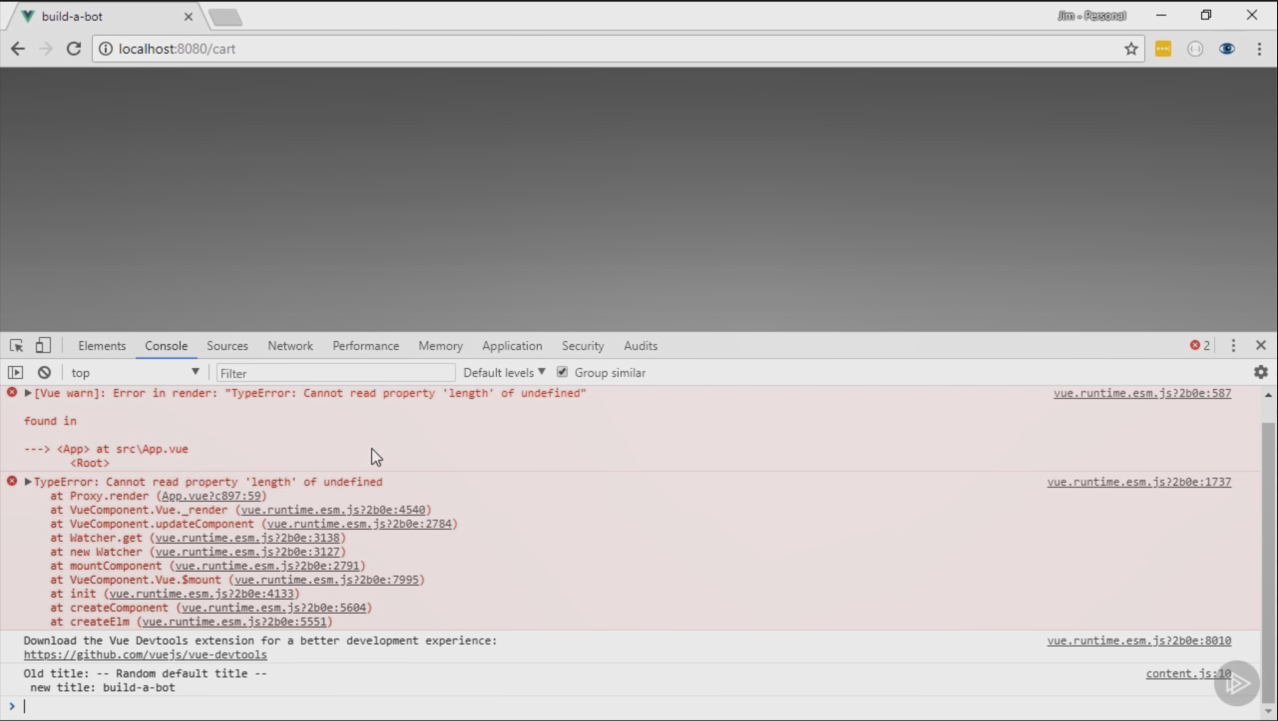 build-a-bot
Jim - Personal
localhost:8080/cart
Elements Console Sources Network Performance Memory Application Security Audits 2
top Filter Default levels Group similar
[Vue warn]: Error in render: "TypeError: Cannot read property 'length' of undefined" vue.runtime.esm.js?2b0e:587
found in
---> <App> at src\App.vue
<Root>
TypeError: Cannot read property 'length' of undefined vue.runtime.esm.js?2b0e:1737
at Proxy.render (App.vue?c897:59)
at VueComponent.Vue._render (vue.runtime.esm.js?2b0e:4540)
at VueComponent.updateComponent (vue.runtime.esm.js?2b0e:2784)
at Watcher.get (vue.runtime.esm.js?2b0e:3138)
at new Watcher (vue.runtime.esm.js?2b0e:3127)
at mountComponent (vue.runtime.esm.js?2b0e:2791)
at VueComponent.Vue.$mount (vue.runtime.esm.js?2b0e:7995)
at init (vue.runtime.esm.js?2b0e:4133)
at createComponent (vue.runtime.esm.js?2b0e:5604)
at createElm (vue.runtime.esm.js?2b0e:5551)
Download the Vue Devtools extension for a better development experience: vue.runtime.esm.js?2b0e:8010
https://github.com/vuejs/vue-devtools
Old title: -- Random default title -- content.js:10
new title: build-a-bot